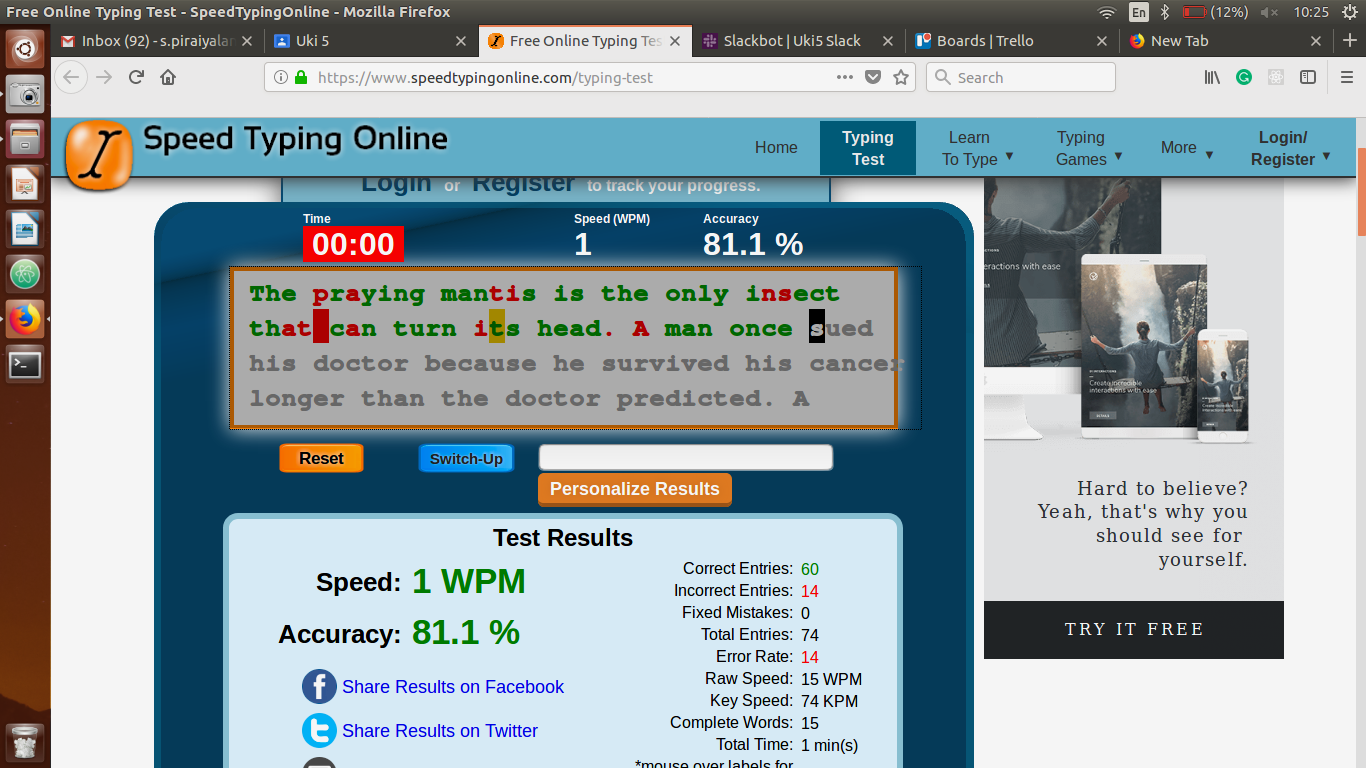 Free Online Typing Test - SpeedTypingOnline - Mozilla Firefox
En (12%) 10:25
Inbox (92) - s.piraiyalar
Uki 5
Free Online Typing Tes
Slackbot | Uki5 Slack
Boards | Trello
New Tab
https://www.speedtypingonline.com/typing-test
Search
Speed Typing Online
Home
Typing Test
Learn To Type
Typing Games
More
Login/ Register
Login or Register to track your progress.
Time
Speed (WPM)
Accuracy
00:00
1
81.1 %
The praying mantis is the only insect
that can turn its head. A man once sued
his doctor because he survived his cancer
longer than the doctor predicted. A
Reset
Switch-Up
Personalize Results
Test Results
Speed: 1 WPM
Accuracy: 81.1 %
Share Results on Facebook
Share Results on Twitter
Correct Entries: 60
Incorrect Entries: 14
Fixed Mistakes: 0
Total Entries: 74
Error Rate: 14
Raw Speed: 15 WPM
Key Speed: 74 KPM
Complete Words: 15
Total Time: 1 min(s)
*mouse over labels for
Create incredible
interactions with ease
Hard to believe?
Yeah, that's why you
should see for
yourself.
TRY IT FREE